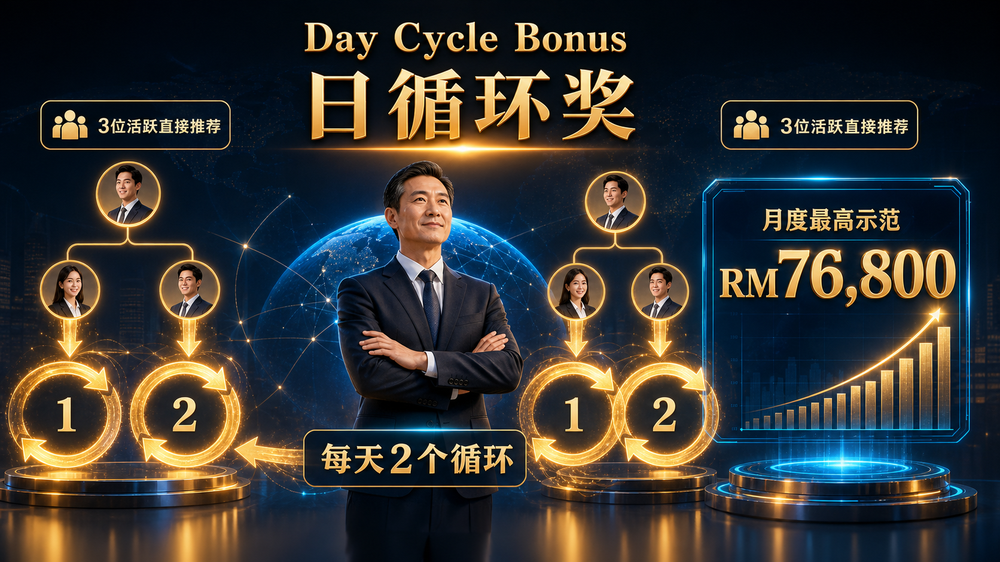 Day Cycle Bonus
日循环奖
3位活跃直接推荐
3位活跃直接推荐
月度最高示范
RM76,800
1
2
1
2
每天2个循环